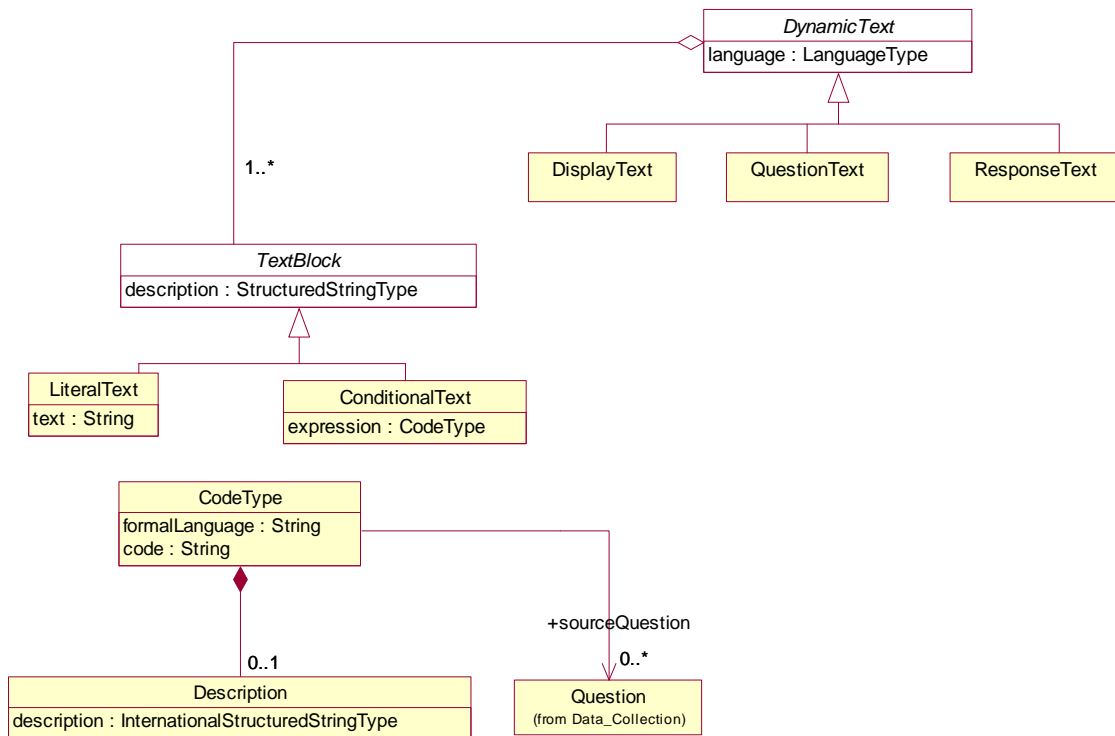 DynamicText
language : LanguageType
1..*
DisplayText
QuestionText
ResponseText
TextBlock
description : StructuredStringType
LiteralText
text : String
ConditionalText
expression : CodeType
CodeType
formalLanguage : String
code : String
+sourceQuestion
0..1
0..*
Description
description : InternationalStructuredStringType
Question
(from Data_Collection)